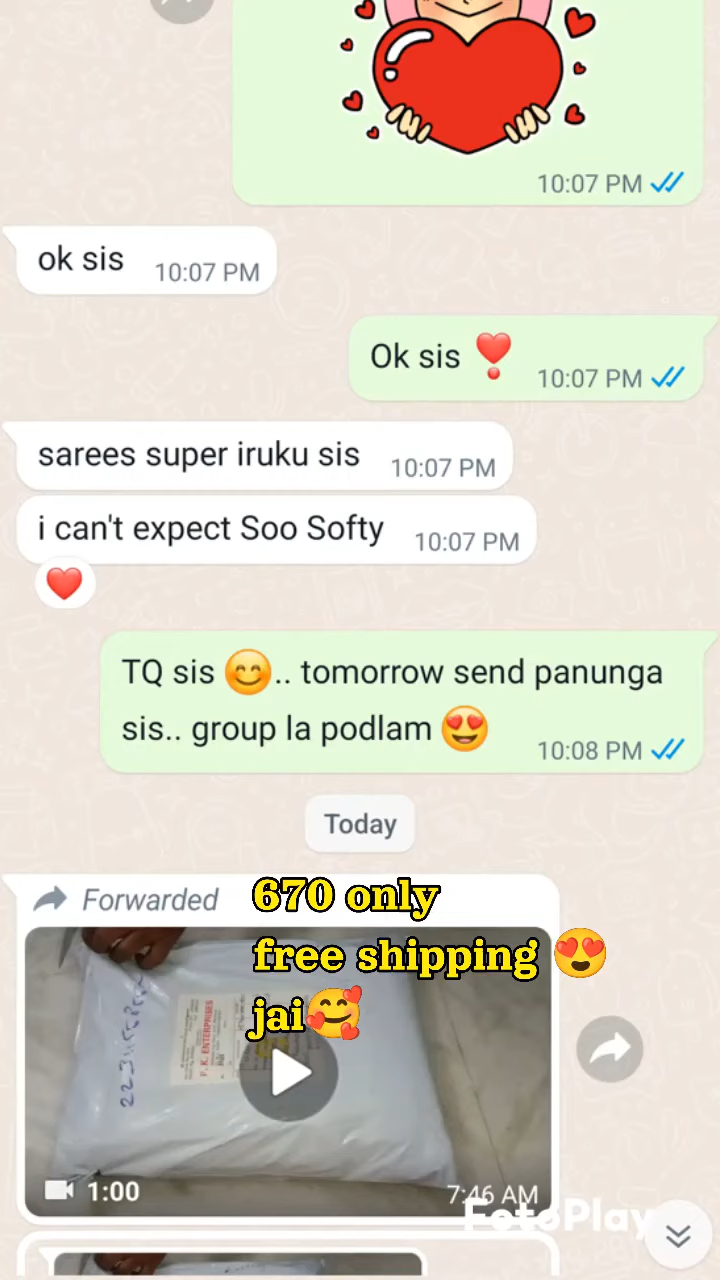 10:07 PM
ok sis 10:07 PM
Ok sis 10:07 PM
sarees super iruku sis 10:07 PM
i can't expect Soo Softy 10:07 PM
TQ sis 😊.. tomorrow send panunga
sis.. group la podlam 😍 10:08 PM
Today
Forwarded
670 only
free shipping 😍
jai🥰
P.K. ENTERPRISES
1:00 7:46 AM
FotoPlay